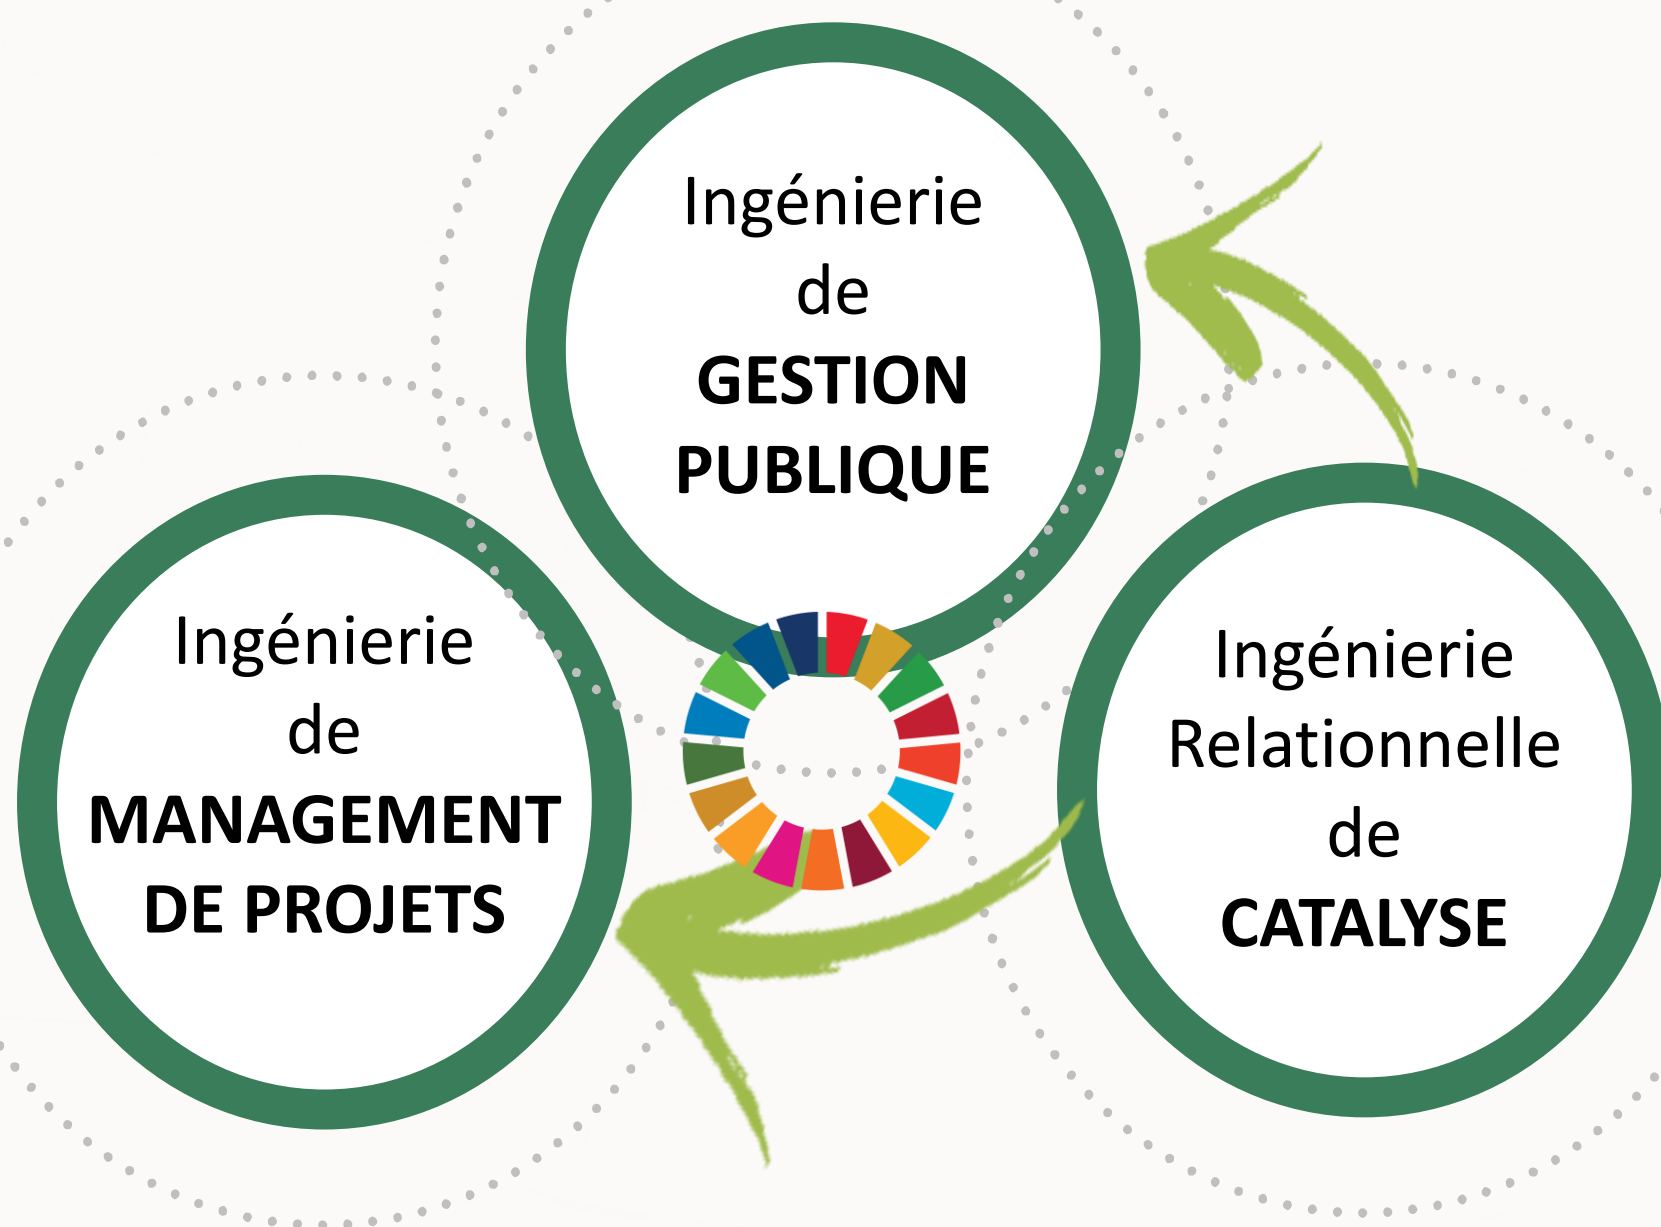 Ingénierie
de
GESTION
PUBLIQUE
Ingénierie
de
MANAGEMENT
DE PROJETS
Ingénierie
Relationnelle
de
CATALYSE